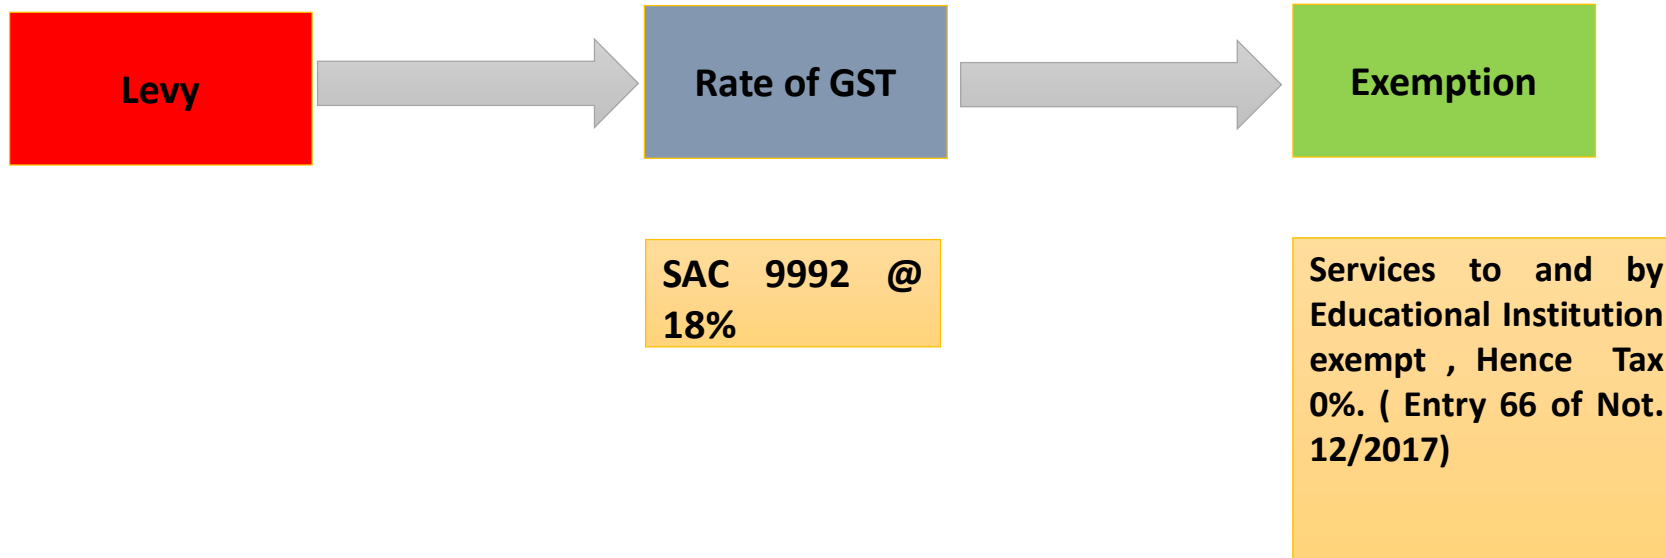 Levy
Rate of GST
Exemption
SAC 9992 @
18%
Services to and by
Educational Institution
exempt , Hence Tax
0%. ( Entry 66 of Not.
12/2017)